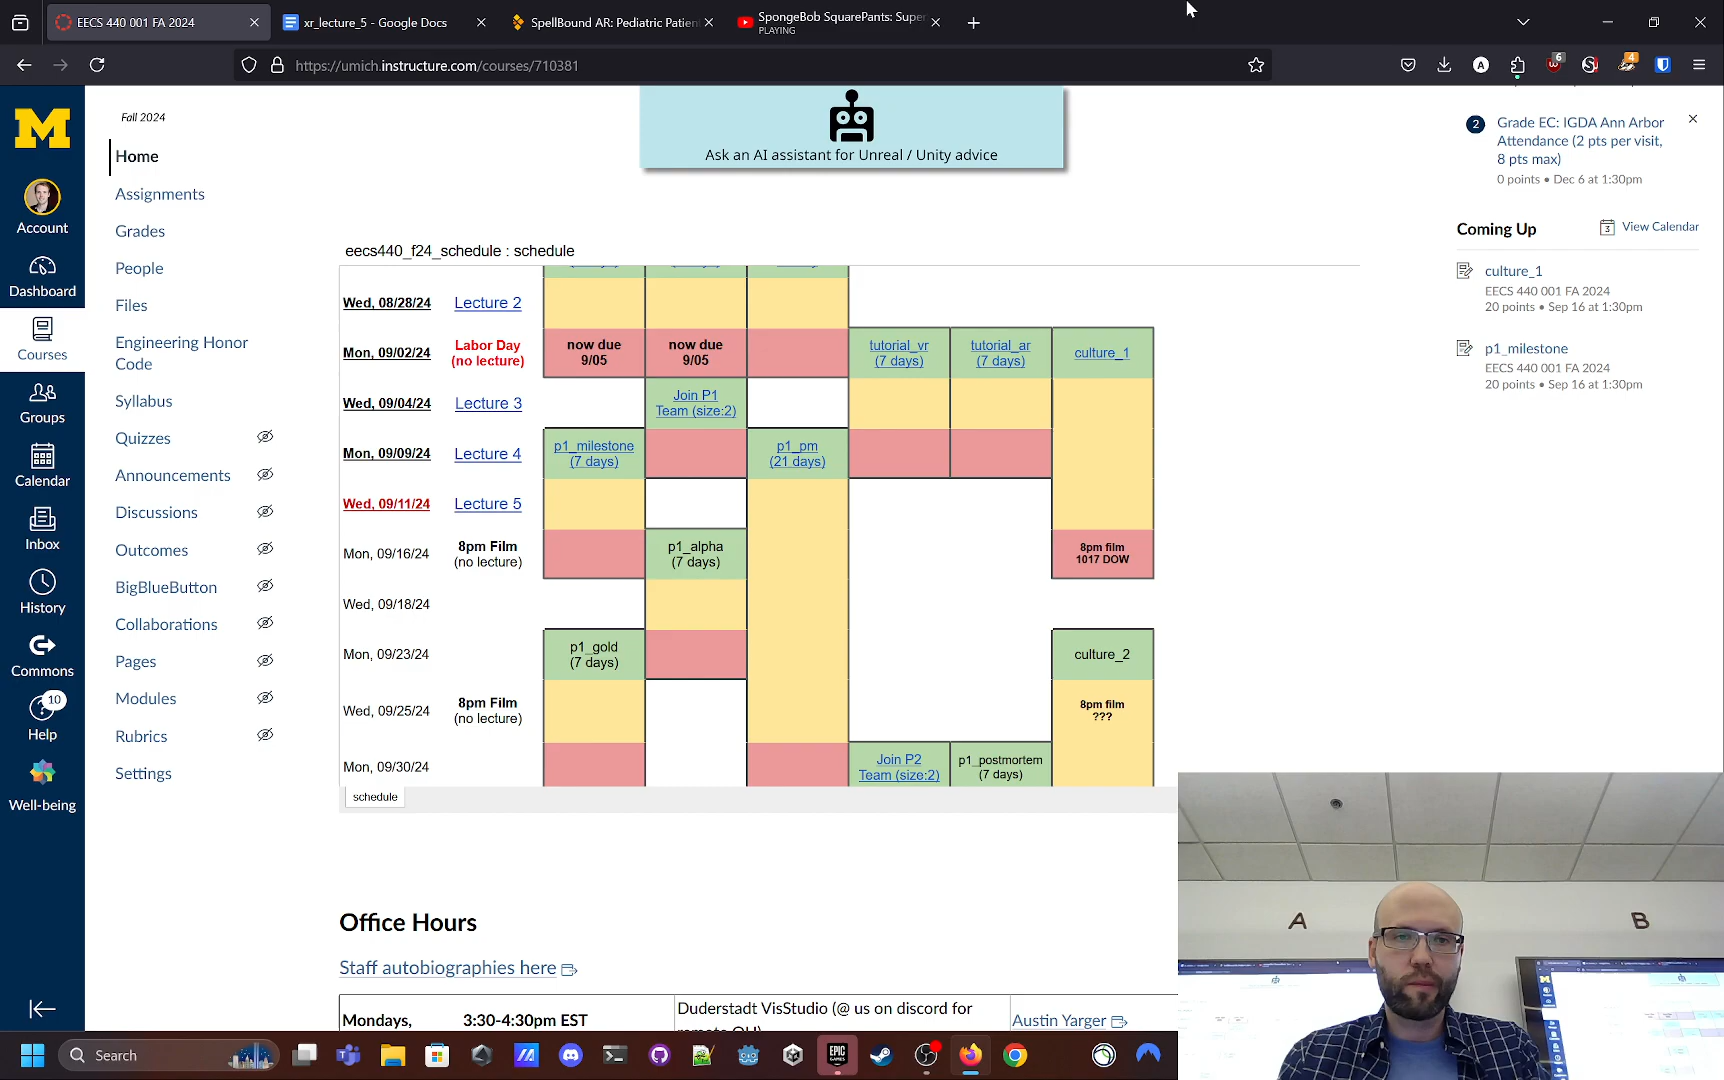 EECS 440 001 FA 2024
xr_lecture_5 - Google Docs
SpellBound AR: Pediatric Patien
SpongeBob SquarePants: Super
PLAYING
https://umich.instructure.com/courses/710381
A
6
4
M
Account
Dashboard
Courses
Groups
Calendar
Inbox
History
Commons
10
Help
Well-being
Fall 2024
Home
Assignments
Grades
People
Files
Engineering Honor
Code
Syllabus
Quizzes
Announcements
Discussions
Outcomes
BigBlueButton
Collaborations
Pages
Modules
Rubrics
Settings
Ask an AI assistant for Unreal / Unity advice
eecs440_f24_schedule : schedule
Wed, 08/28/24 Lecture 2
Mon, 09/02/24 Labor Day (no lecture) now due 9/05 now due 9/05 tutorial_vr (7 days) tutorial_ar (7 days) culture_1
Wed, 09/04/24 Lecture 3 Join P1 Team (size:2)
Mon, 09/09/24 Lecture 4 p1_milestone (7 days) p1_pm (21 days)
Wed, 09/11/24 Lecture 5
Mon, 09/16/24 8pm Film (no lecture) p1_alpha (7 days) 8pm film 1017 DOW
Wed, 09/18/24
Mon, 09/23/24 p1_gold (7 days) culture_2
Wed, 09/25/24 8pm Film (no lecture) 8pm film ???
Mon, 09/30/24 Join P2 Team (size:2) p1_postmortem (7 days)
schedule
Office Hours
Staff autobiographies here
Mondays, 3:30-4:30pm EST Duderstadt VisStudio (@ us on discord for Austin Yarger
2
Grade EC: IGDA Ann Arbor
Attendance (2 pts per visit,
8 pts max)
0 points • Dec 6 at 1:30pm
Coming Up
3 View Calendar
culture_1
EECS 440 001 FA 2024
20 points • Sep 16 at 1:30pm
p1_milestone
EECS 440 001 FA 2024
20 points • Sep 16 at 1:30pm
A
B
Search
EPIC
GAMES